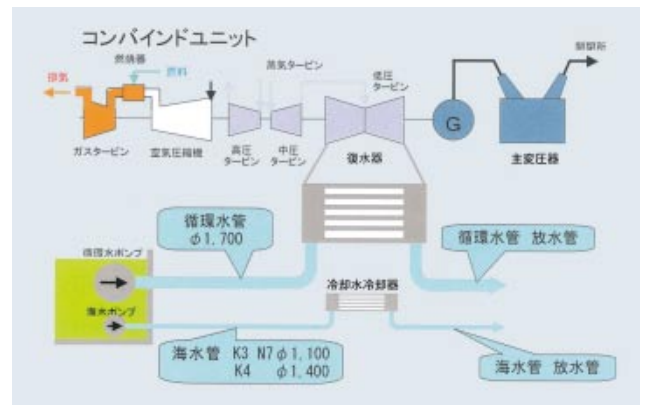 コンバインドユニット
燃焼器
排気
燃料
蒸気タービン
低圧
タービン
開閉所
ガスタービン
空気圧縮機
高圧
タービン
中圧
タービン
復水器
G
主変圧器
循環水管
φ1,700
循環水管 放水管
循環水ポンプ
冷却水冷却器
海水ポンプ
海水管 K3 N7φ1,100
K4 φ1,400
海水管 放水管